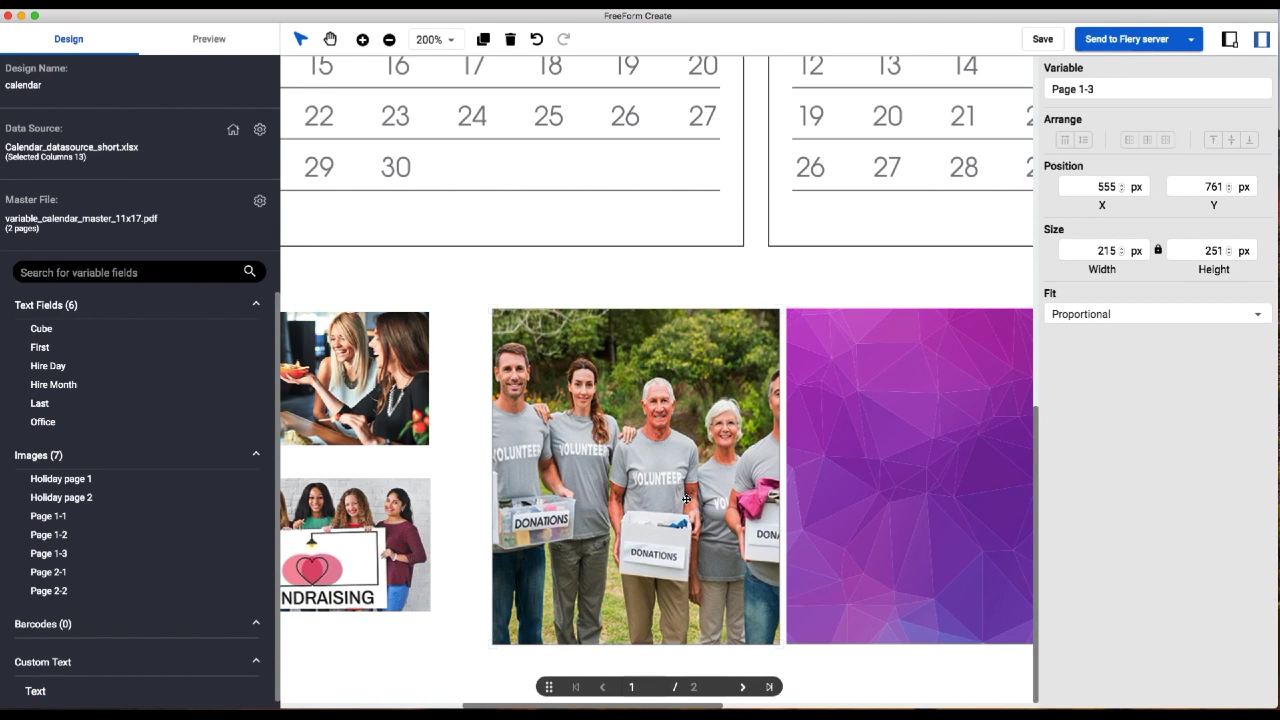 FreeForm Create
Design
Preview
200%
Save
Send to Fiery server
Design Name:
calendar
Data Source:
Calendar_datasource_short.xlsx
(Selected Columns 13)
Master File:
variable_calendar_master_11x17.pdf
(2 pages)
Search for variable fields
Text Fields (6)
Cube
First
Hire Day
Hire Month
Last
Office
Images (7)
Holiday page 1
Holiday page 2
Page 1-1
Page 1-2
Page 1-3
Page 2-1
Page 2-2
Barcodes (0)
Custom Text
Text
15 16 17 18 19 20
22 23 24 25 26 27
29 30
12 13 14
19 20 21
26 27 28
VOLUNTEER
VOLUNTEER
VOLUNTEER
DONATIONS
DONATIONS
DONA
NDRAISING
1 / 2
Variable
Page 1-3
Arrange
Position
555 px 761 px
X Y
Size
215 px 251 px
Width Height
Fit
Proportional